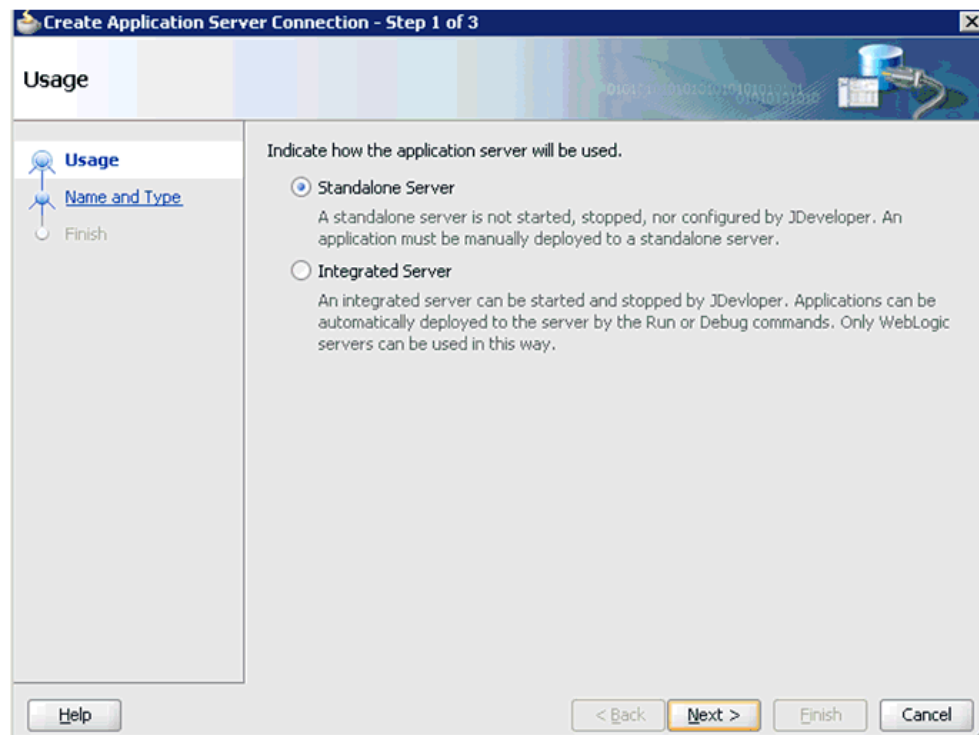 Create Application Server Connection - Step 1 of 3
Usage
Usage
Name and Type
Finish
Indicate how the application server will be used.
Standalone Server
A standalone server is not started, stopped, nor configured by JDeveloper. An
application must be manually deployed to a standalone server.
Integrated Server
An integrated server can be started and stopped by JDevloper. Applications can be
automatically deployed to the server by the Run or Debug commands. Only WebLogic
servers can be used in this way.
Help
< Back
Next >
Finish
Cancel